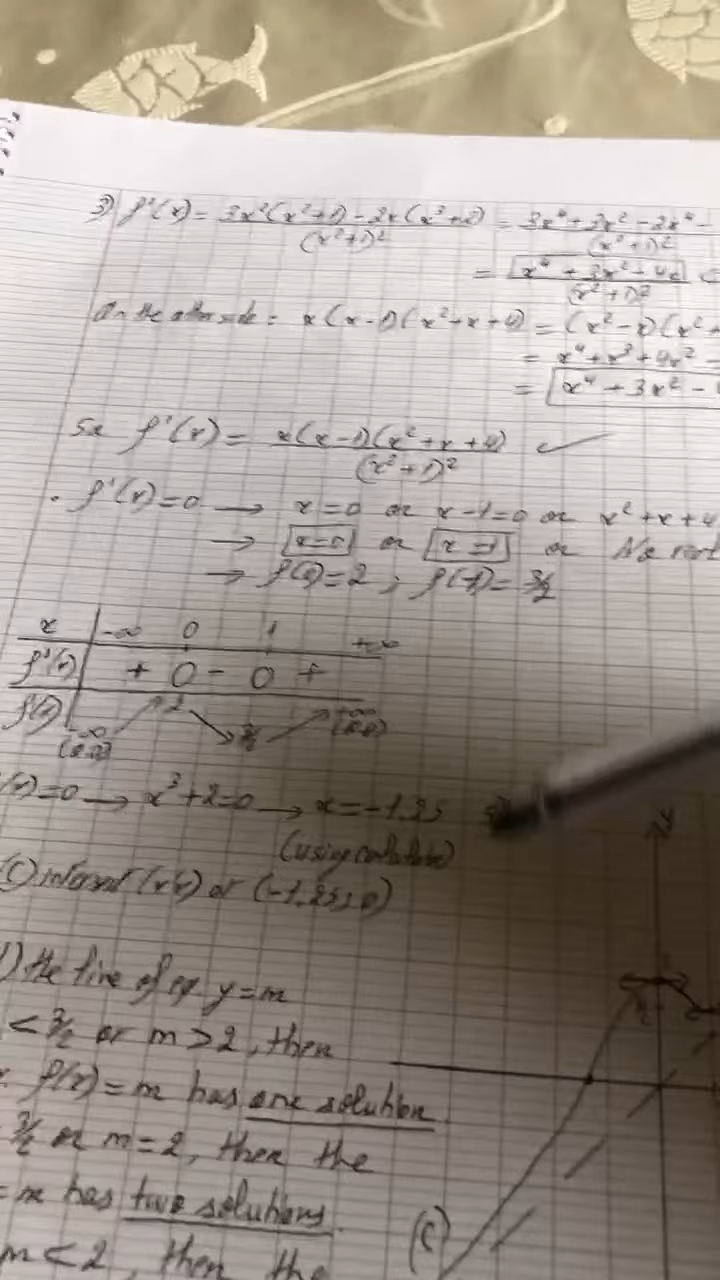 3) f'(x) = 3x²(x²+1) - 2x(x³+2) / (x²+1)² = 3x⁴+3x²-2x⁴- / (x²+1)²
= x⁴ + 3x² - 4x / (x²+1)²
On the other side: x(x-1)(x²+x+4) = (x²-x)(x²+
= x⁴+x³+4x²-
= x⁴ + 3x² -
So f'(x) = x(x-1)(x²+x+4) / (x²+1)² ✓
• f'(x)=0 → x=0 or x-1=0 or x²+x+4
→ x=0 or x=1 or No
→ f(0)=2 ; f(1)= 3/2
x -∞ 0 1 +∞
f'(x) + 0 - 0 +
f(x) -∞ 2 3/2 +∞
(x)=0 → x³+2=0 → x=-1.25
(using calculator)
(C) intersect (x'x) at (-1.25; 0)
) the line of eq y=m
< 3/2 or m>2, then
f(x)=m has one solution
3/2 or m=2, then the
=m has two solutions.
m<2, then the
(C)